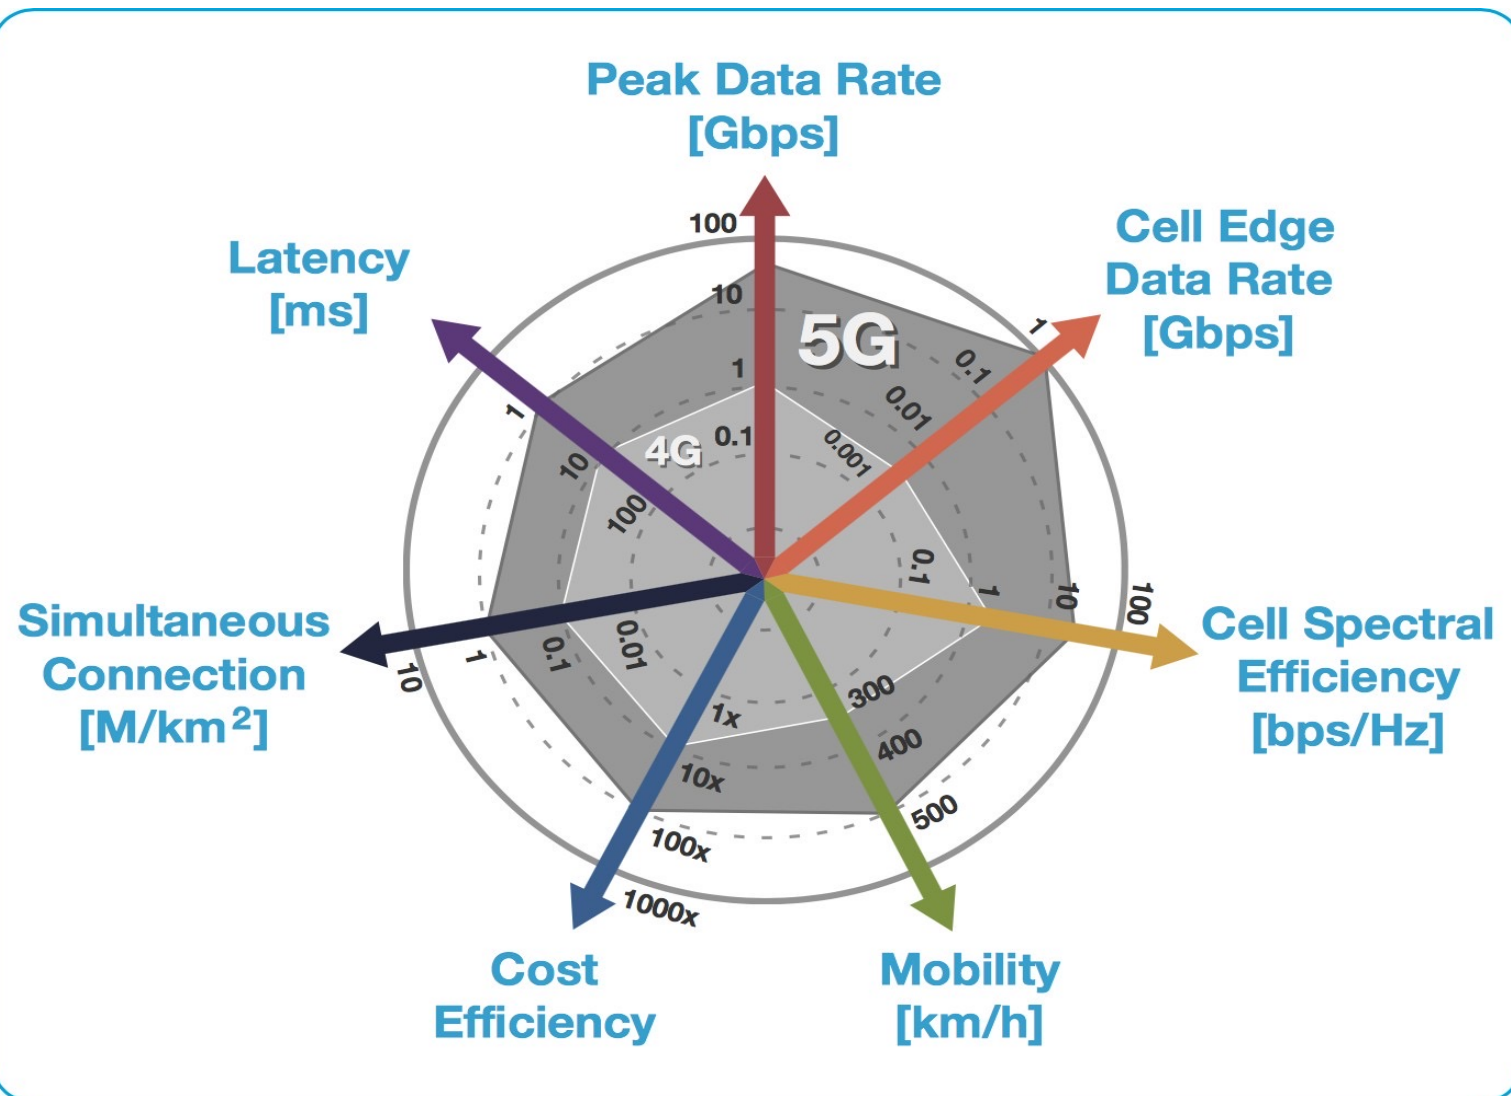 Peak Data Rate
[Gbps]
Cell Edge
Data Rate
[Gbps]
Latency
[ms]
100
10
1
0.1
5G
4G
1
0.1
0.01
0.001
1
10
100
0.1
1
10
100
Cell Spectral
Efficiency
[bps/Hz]
Simultaneous
Connection
[M/km²]
10
1
0.1
0.01
300
400
500
1x
10x
100x
1000x
Cost
Efficiency
Mobility
[km/h]